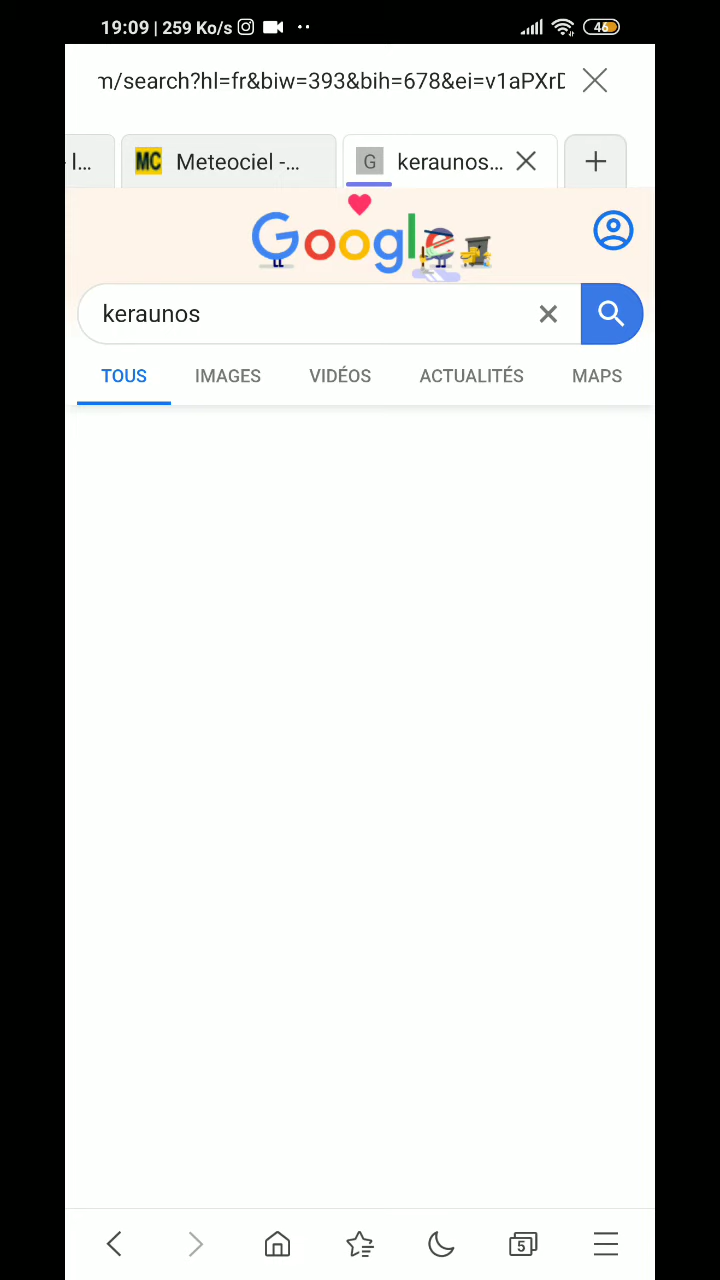 19:09 | 259 Ko/s 46
m/search?hl=fr&biw=393&bih=678&ei=v1aPXrD
l... MC Meteociel -... G keraunos...
Google
keraunos
TOUS IMAGES VIDÉOS ACTUALITÉS MAPS
5